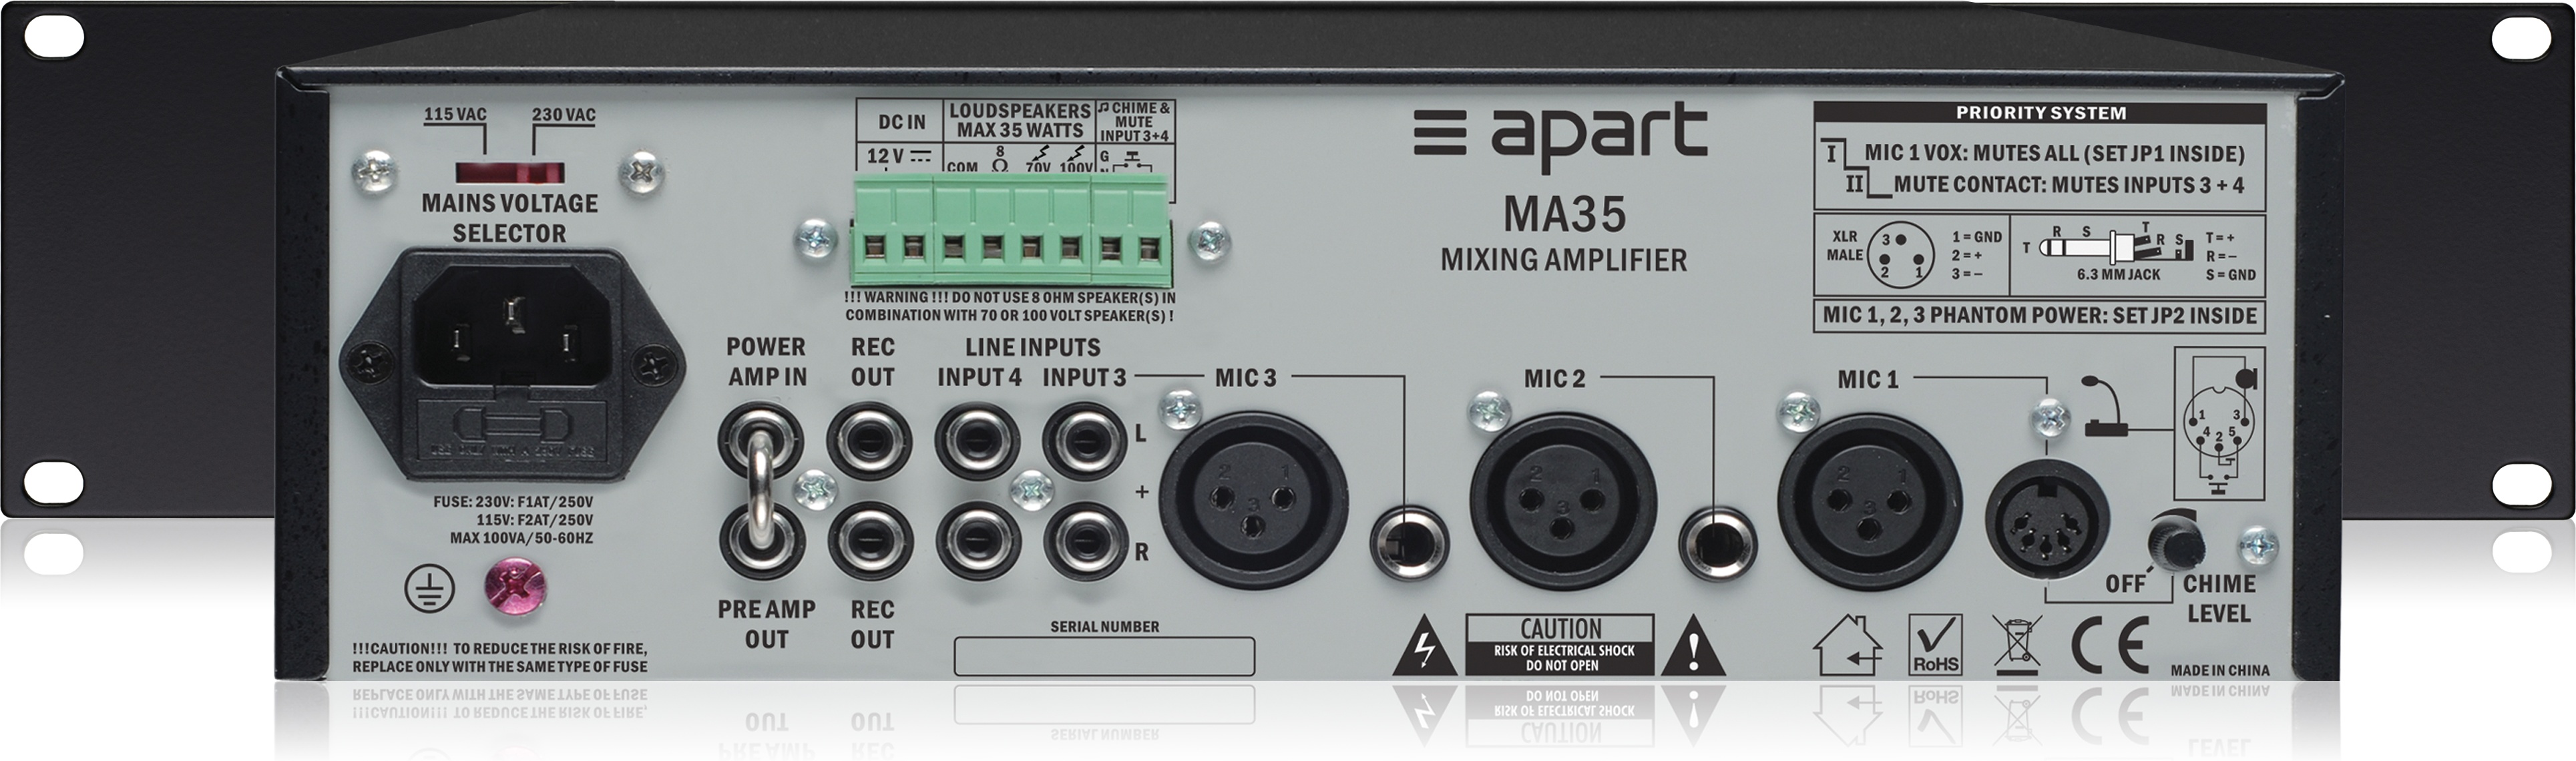 115 VAC
230 VAC
MAINS VOLTAGE
SELECTOR
FUSE: 230V: F1AT/250V
115V: F2AT/250V
MAX 100VA/50-60HZ
!!!CAUTION!!! TO REDUCE THE RISK OF FIRE,
REPLACE ONLY WITH THE SAME TYPE OF FUSE
DC IN
12 V
LOUDSPEAKERS
MAX 35 WATTS
COM 8 Ω 70V 100V
♫ CHIME &
MUTE
INPUT 3+4
G
!!! WARNING !!! DO NOT USE 8 OHM SPEAKER(S) IN
COMBINATION WITH 70 OR 100 VOLT SPEAKER(S) !
POWER
AMP IN
REC
OUT
LINE INPUTS
INPUT 4
INPUT 3
MIC 3
MIC 2
MIC 1
L
+
R
2 1
3
2 1
3
2 1
3
PRE AMP
OUT
REC
OUT
SERIAL NUMBER
apart
MA35
MIXING AMPLIFIER
PRIORITY SYSTEM
I MIC 1 VOX: MUTES ALL (SET JP1 INSIDE)
II MUTE CONTACT: MUTES INPUTS 3 + 4
XLR
MALE
3
2 1
1 = GND
2 = +
3 = −
T R S T R S
6.3 MM JACK
T = +
R = −
S = GND
MIC 1, 2, 3 PHANTOM POWER: SET JP2 INSIDE
1 3
4 2 5
OFF
CHIME
LEVEL
CAUTION
RISK OF ELECTRICAL SHOCK
DO NOT OPEN
!
RoHS
CE
MADE IN CHINA